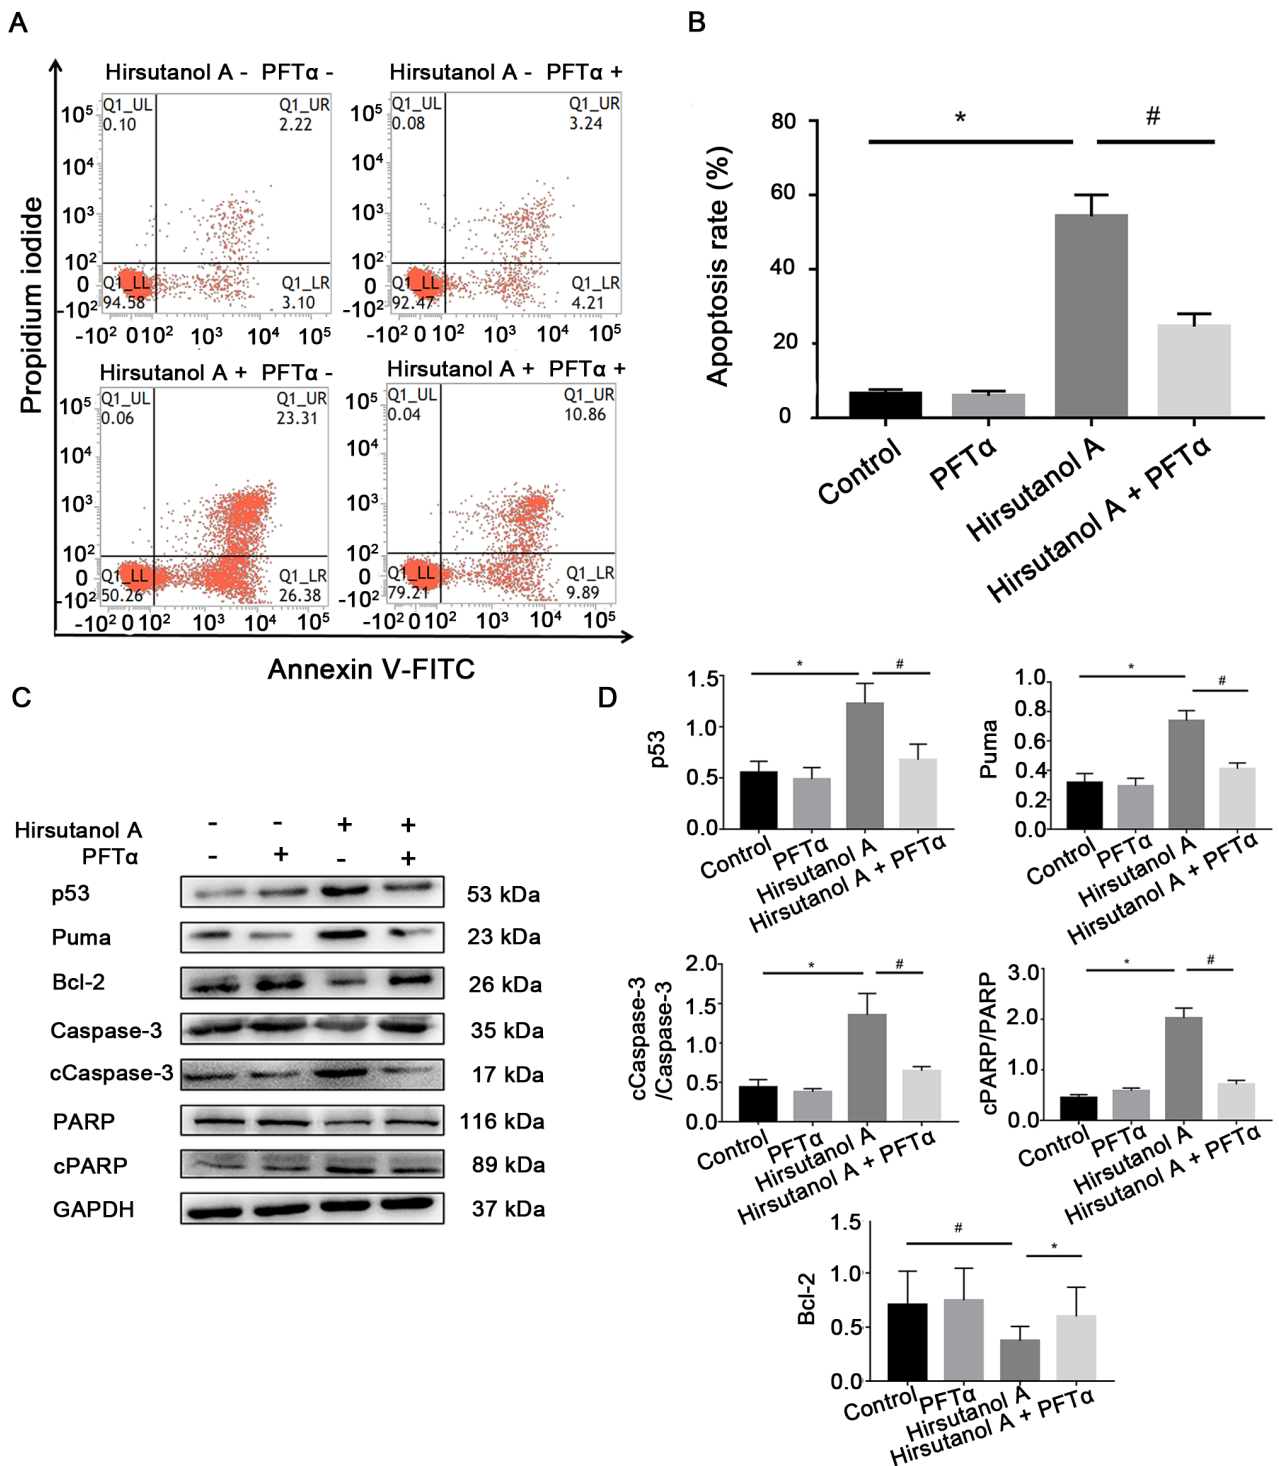 A
Hirsutanol A - PFTα -
Hirsutanol A - PFTα +
Q1_UL
0.10
Q1_UR
2.22
Q1_LL
94.58
Q1_LR
3.10
10⁵
10⁴
10³
10²
0
-10²
-10² 0 10² 10³ 10⁴ 10⁵
Q1_UL
0.08
Q1_UR
3.24
Q1_LL
92.47
Q1_LR
4.21
10⁵
10⁴
10³
10²
0
-10²
-10² 0 10² 10³ 10⁴ 10⁵
Hirsutanol A + PFTα -
Hirsutanol A + PFTα +
Q1_UL
0.06
Q1_UR
23.31
Q1_LL
50.26
Q1_LR
26.38
10⁵
10⁴
10³
10²
0
-10²
-10² 0 10² 10³ 10⁴ 10⁵
Q1_UL
0.04
Q1_UR
10.86
Q1_LL
79.21
Q1_LR
9.89
10⁵
10⁴
10³
10²
0
-10²
-10² 0 10² 10³ 10⁴ 10⁵
Propidium iodide
Annexin V-FITC
B
Apoptosis rate (%)
80
60
40
20
0
*
#
Control
PFTα
Hirsutanol A
Hirsutanol A + PFTα
C
Hirsutanol A - - + +
PFTα - + - +
p53 53 kDa
Puma 23 kDa
Bcl-2 26 kDa
Caspase-3 35 kDa
cCaspase-3 17 kDa
PARP 116 kDa
cPARP 89 kDa
GAPDH 37 kDa
D
p53
1.5
1.0
0.5
0.0
*
#
Control
PFTα
Hirsutanol A
Hirsutanol A + PFTα
Puma
1.0
0.8
0.6
0.4
0.2
0.0
*
#
Control
PFTα
Hirsutanol A
Hirsutanol A + PFTα
cCaspase-3
/Caspase-3
2.0
1.5
1.0
0.5
0.0
*
#
Control
PFTα
Hirsutanol A
Hirsutanol A + PFTα
cPARP/PARP
3.0
2.0
1.0
0.0
*
#
Control
PFTα
Hirsutanol A
Hirsutanol A + PFTα
Bcl-2
1.5
1.0
0.5
0.0
#
*
Control
PFTα
Hirsutanol A
Hirsutanol A + PFTα